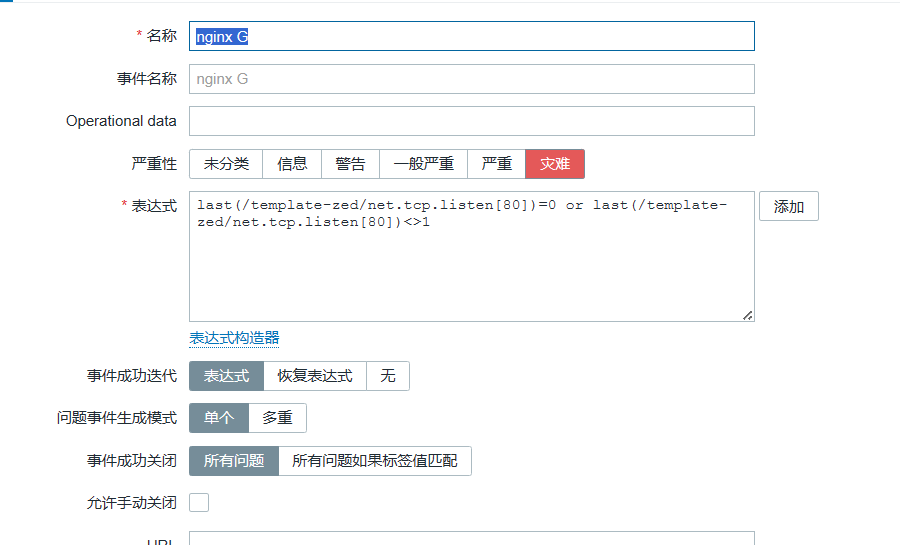 * 名称 nginx G
事件名称 nginx G
Operational data
严重性 未分类 信息 警告 一般严重 严重 灾难
* 表达式 last(/template-zed/net.tcp.listen[80])=0 or last(/template- 添加
zed/net.tcp.listen[80])<>1
表达式构造器
事件成功迭代 表达式 恢复表达式 无
问题事件生成模式 单个 多重
事件成功关闭 所有问题 所有问题如果标签值匹配
允许手动关闭
URL